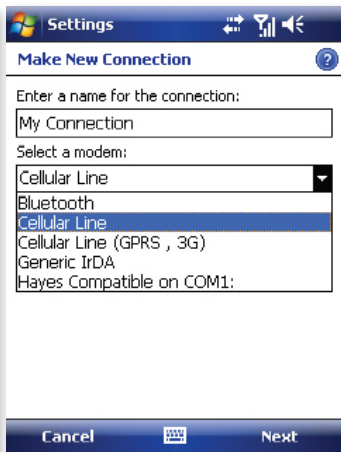 Settings
Make New Connection
?
Enter a name for the connection:
My Connection
Select a modem:
Cellular Line
Bluetooth
Cellular Line
Cellular Line (GPRS , 3G)
Generic IrDA
Hayes Compatible on COM1:
Cancel Next